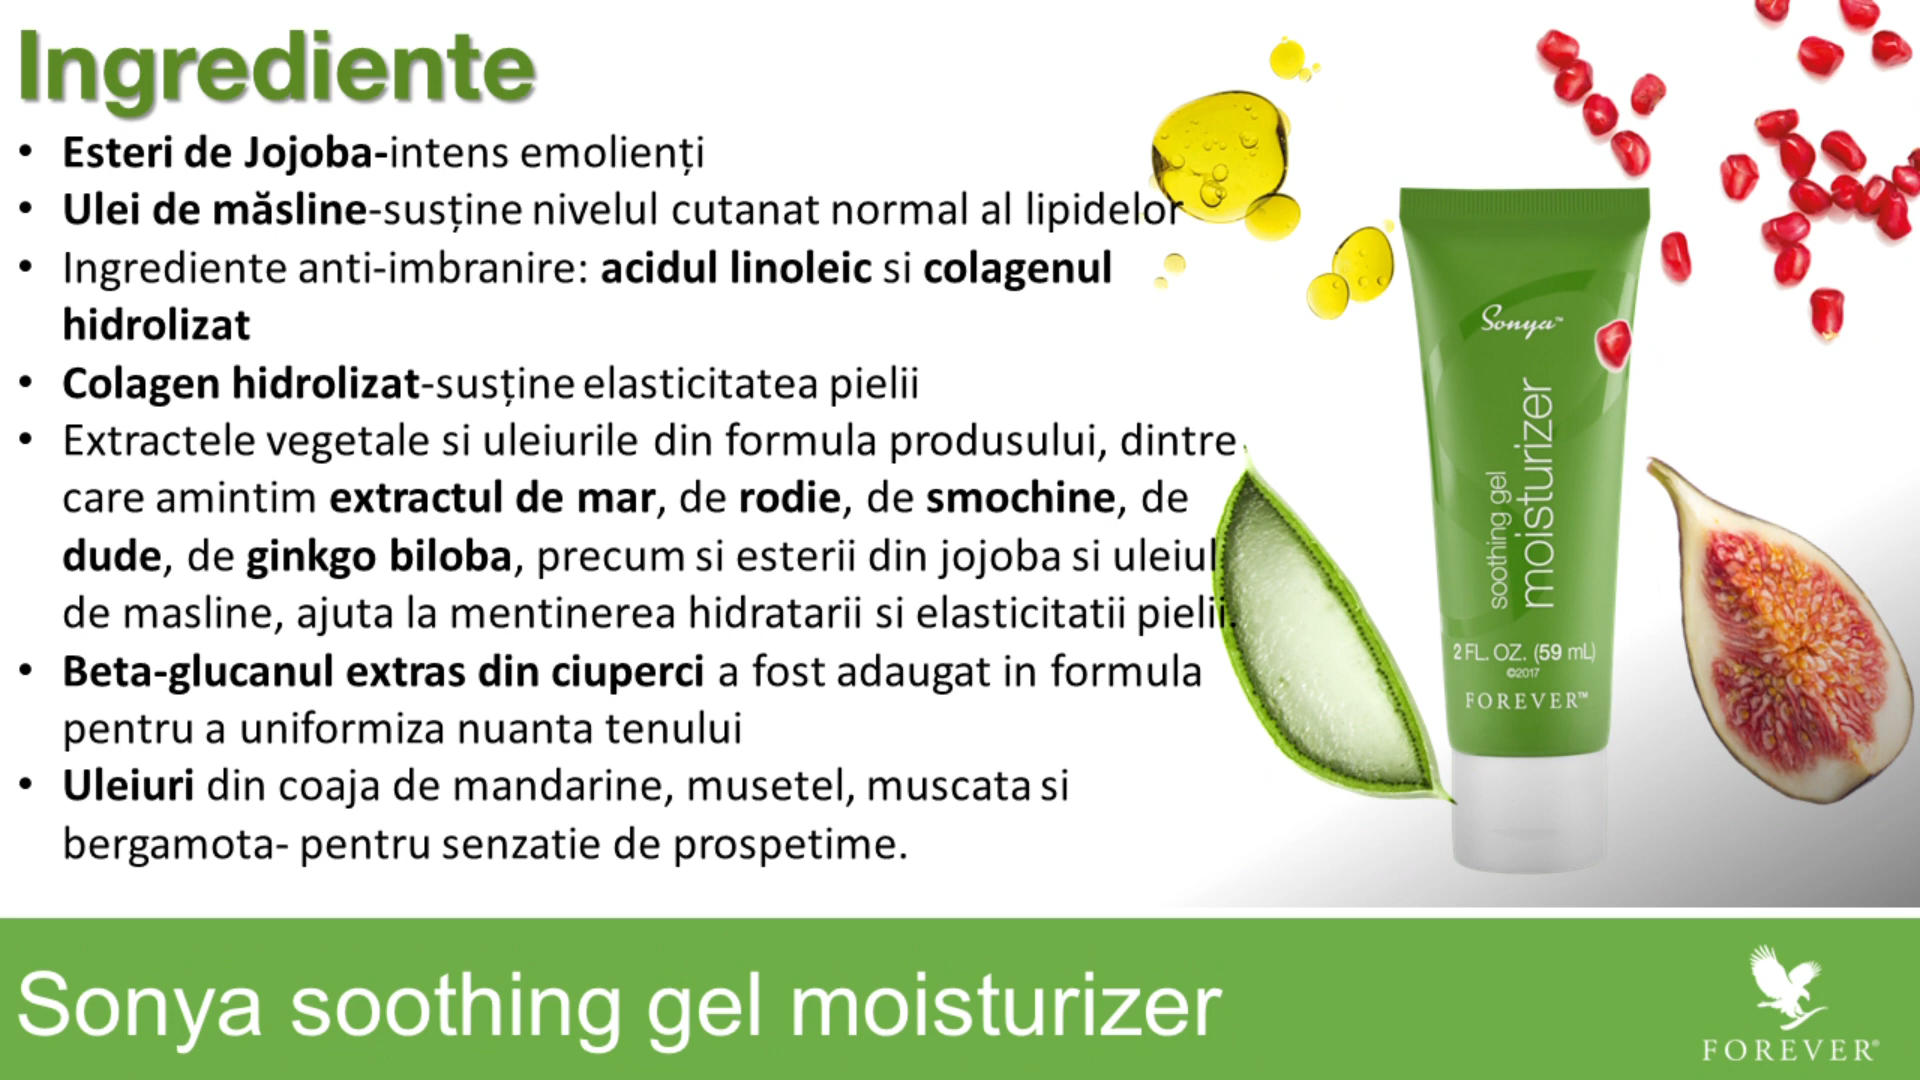 Ingrediente
• Esteri de Jojoba-intens emolienți
• Ulei de măsline-susține nivelul cutanat normal al lipidelor
• Ingrediente anti-imbranire: acidul linoleic si colagenul
hidrolizat
• Colagen hidrolizat-susține elasticitatea pielii
• Extractele vegetale si uleiurile din formula produsului, dintre
care amintim extractul de mar, de rodie, de smochine, de
dude, de ginkgo biloba, precum si esterii din jojoba si uleiul
de masline, ajuta la mentinerea hidratarii si elasticitatii pielii.
• Beta-glucanul extras din ciuperci a fost adaugat in formula
pentru a uniformiza nuanta tenului
• Uleiuri din coaja de mandarine, musetel, muscata si
bergamota- pentru senzatie de prospetime.
Sonya™
soothing gel
moisturizer
2 FL. OZ. (59 mL)
©2017
FOREVER™
Sonya soothing gel moisturizer
FOREVER®